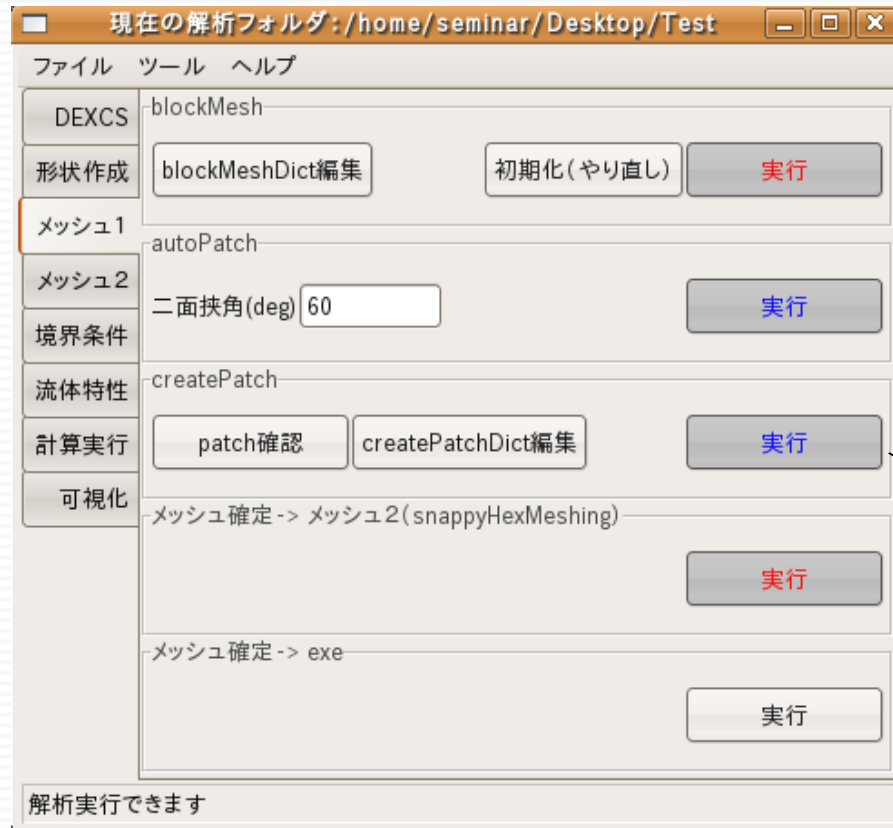 現在の解析フォルダ:/home/seminar/Desktop/Test
ファイル ツール ヘルプ
DEXCS
形状作成
メッシュ1
メッシュ2
境界条件
流体特性
計算実行
可視化
blockMesh
blockMeshDict編集 初期化(やり直し) 実行
autoPatch
二面挟角(deg) 60 実行
createPatch
patch確認 createPatchDict編集 実行
メッシュ確定 -> メッシュ2(snappyHexMeshing)
実行
メッシュ確定 -> exe
実行
解析実行できます